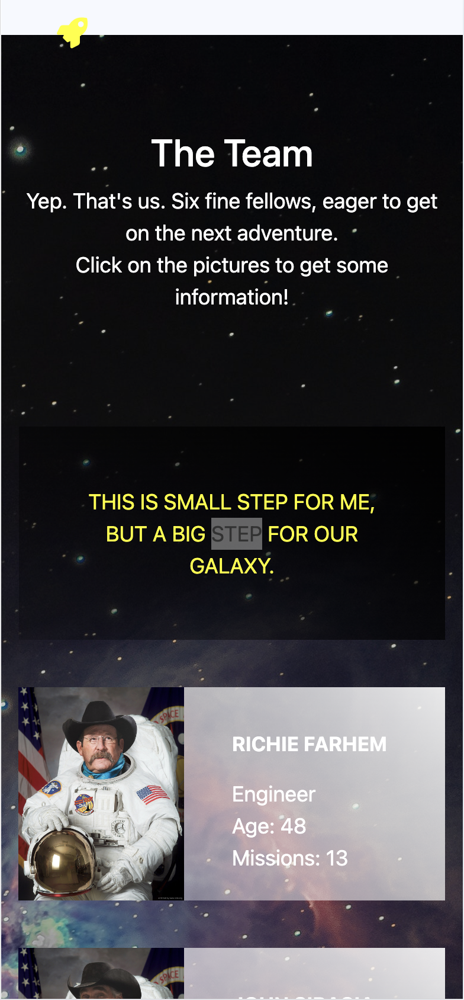 The Team
Yep. That's us. Six fine fellows, eager to get
on the next adventure.
Click on the pictures to get some
information!
THIS IS SMALL STEP FOR ME,
BUT A BIG STEP FOR OUR
GALAXY.
RICHIE FARHEM
Engineer
Age: 48
Missions: 13
SPACE
SPACE